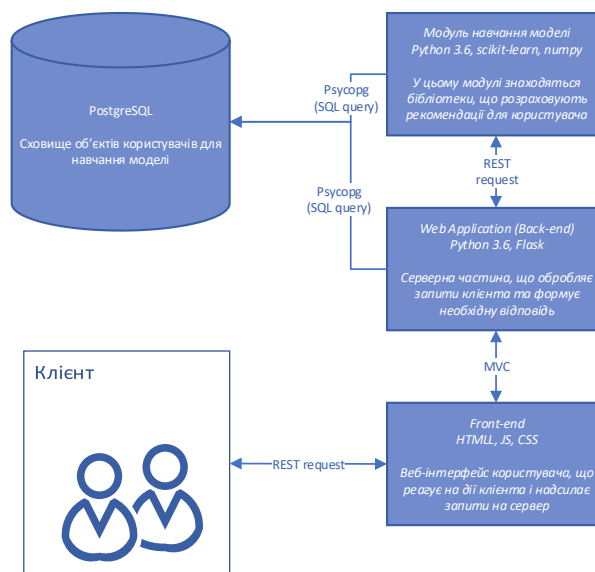 PostgreSQL
Сховище об’єктів користувачів для
навчання моделі
Psycopg
(SQL query)
Psycopg
(SQL query)
Модуль навчання моделі
Python 3.6, scikit-learn, numpy
У цьому модулі знаходяться
бібліотеки, що розраховують
рекомендації для користувача
REST
request
Web Application (Back-end)
Python 3.6, Flask
Серверна частина, що обробляє
запити клієнта та формує
необхідну відповідь
MVC
Клієнт
REST request
Front-end
HTMLL, JS, CSS
Веб-інтерфейс користувача, що
реагує на дії клієнта і надсилає
запити на сервер